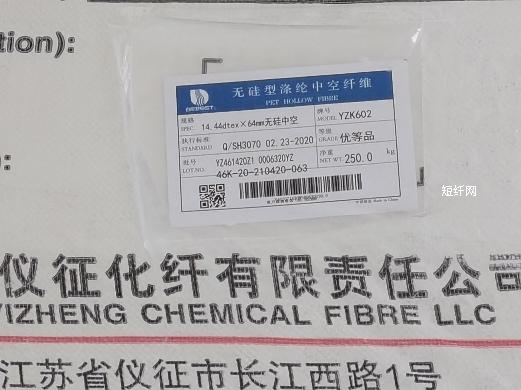 tion):
无硅型涤纶中空纤维
PET HOLLOW FIBRE
规格
SPEC. 14.44dtex×64mm无硅中空
牌号
MODEL YZK602
执行标准
STANDARD Q/SH3070 02.23-2020
等级
GRADE 优等品
批号
LOT.NO. YZ46142021 0006320YZ
净重
NET WT 250.0 kg
46K-20-210420-063
短纤网
仪征化纤有限责任公司
YIZHENG CHEMICAL FIBRE LLC
江苏省仪征市长江西路1号